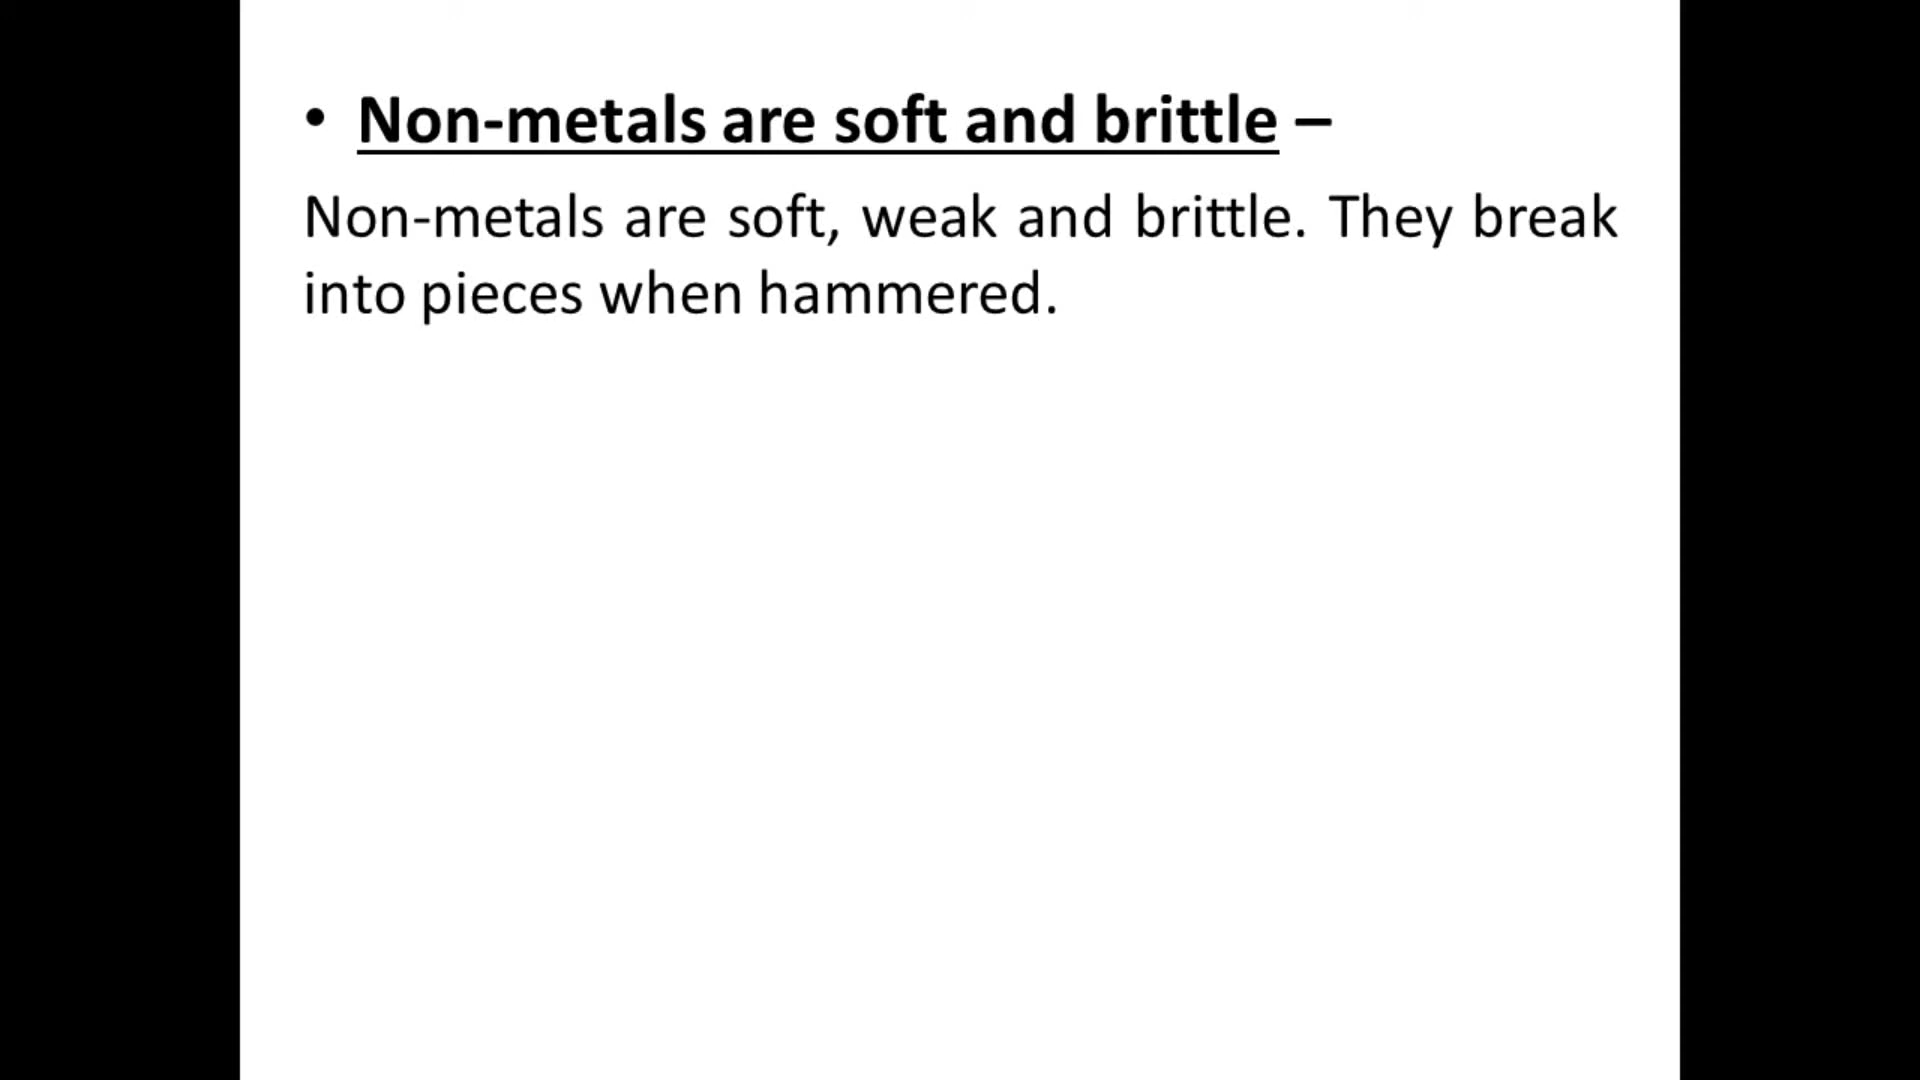 • Non-metals are soft and brittle –
Non-metals are soft, weak and brittle. They break
into pieces when hammered.